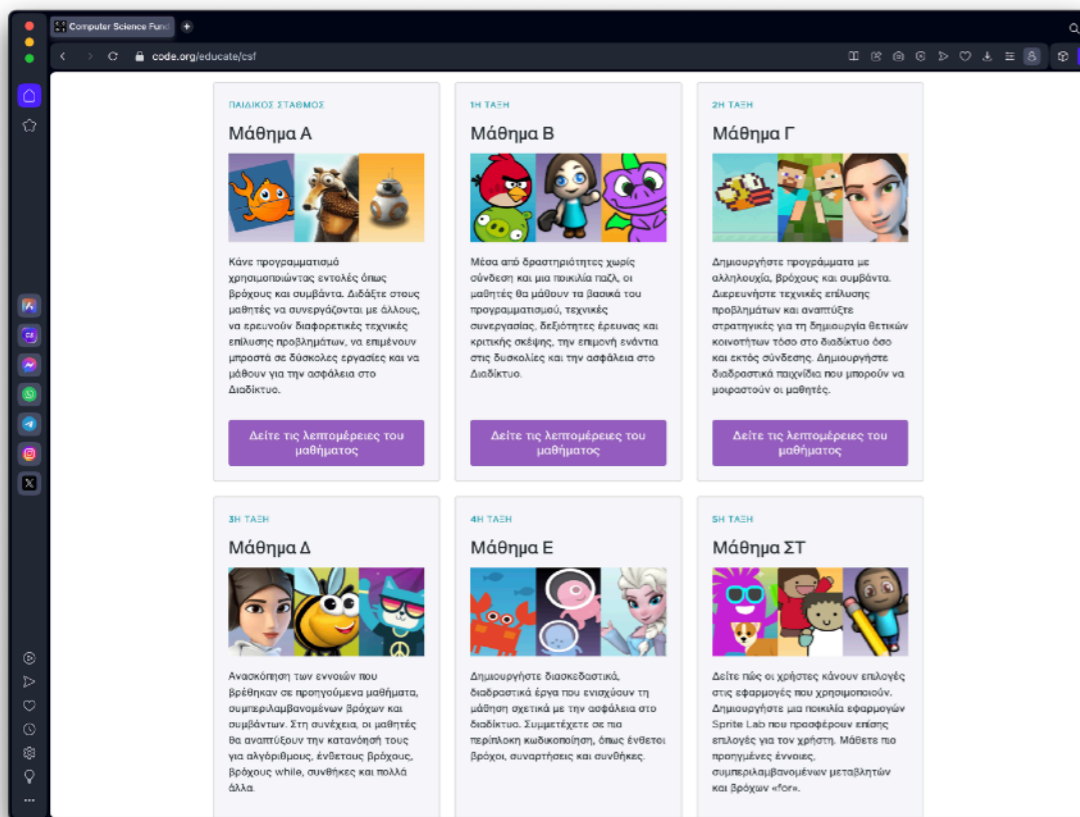 Computer Science Fund
code.org/educate/csf
ΠΑΙΔΙΚΟΣ ΣΤΑΘΜΟΣ
Μάθημα Α
Κάνε προγραμματισμό
χρησιμοποιώντας εντολές όπως
βρόχους και συμβάντα. Διδάξτε στους
μαθητές να συνεργάζονται με άλλους,
να ερευνούν διαφορετικές τεχνικές
επίλυσης προβλημάτων, να επιμένουν
μπροστά σε δύσκολες εργασίες και να
μάθουν για την ασφάλεια στο
Διαδίκτυο.
Δείτε τις λεπτομέρειες του
μαθήματος
1Η ΤΑΞΗ
Μάθημα Β
Μέσα από δραστηριότητες χωρίς
σύνδεση και μια ποικιλία παζλ, οι
μαθητές θα μάθουν τα βασικά του
προγραμματισμού, τεχνικές
συνεργασίας, δεξιότητες έρευνας και
κριτικής σκέψης, την επιμονή ενάντια
στις δυσκολίες και την ασφάλεια στο
Διαδίκτυο.
Δείτε τις λεπτομέρειες του
μαθήματος
2Η ΤΑΞΗ
Μάθημα Γ
Δημιουργήστε προγράμματα με
αλληλουχία, βρόχους και συμβάντα.
Διερευνήστε τεχνικές επίλυσης
προβλημάτων και αναπτύξτε
στρατηγικές για τη δημιουργία θετικών
κοινοτήτων τόσο στο διαδίκτυο όσο
και εκτός σύνδεσης. Δημιουργήστε
διαδραστικά παιχνίδια που μπορούν να
μοιραστούν οι μαθητές.
Δείτε τις λεπτομέρειες του
μαθήματος
3Η ΤΑΞΗ
Μάθημα Δ
Ανασκόπηση των εννοιών που
βρέθηκαν σε προηγούμενα μαθήματα,
συμπεριλαμβανομένων βρόχων και
συμβάντων. Στη συνέχεια, οι μαθητές
θα αναπτύξουν την κατανόησή τους
για αλγόριθμους, ένθετους βρόχους,
βρόχους while, συνθήκες και πολλά
άλλα.
4Η ΤΑΞΗ
Μάθημα Ε
Δημιουργήστε διασκεδαστικά,
διαδραστικά έργα που ενισχύουν τη
μάθηση σχετικά με την ασφάλεια στο
διαδίκτυο. Συμμετέχετε σε πιο
περίπλοκη κωδικοποίηση, όπως ένθετοι
βρόχοι, συναρτήσεις και συνθήκες.
5Η ΤΑΞΗ
Μάθημα ΣΤ
Δείτε πώς οι χρήστες κάνουν επιλογές
στις εφαρμογές που χρησιμοποιούν.
Δημιουργήστε μια ποικιλία εφαρμογών
Sprite Lab που προσφέρουν επίσης
επιλογές για τον χρήστη. Μάθετε πιο
προηγμένες έννοιες,
συμπεριλαμβανομένων μεταβλητών
και βρόχων «for».